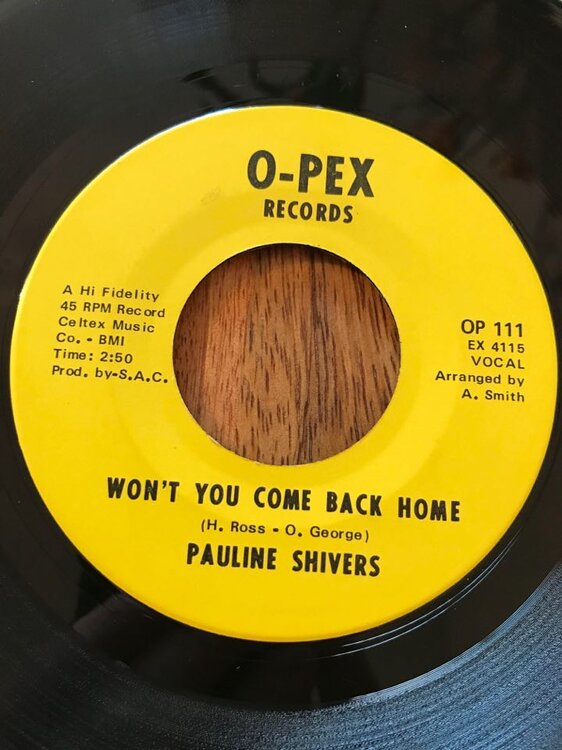 O-PEX
RECORDS
A Hi Fidelity
45 RPM Record
Celtex Music
Co. - BMI
Time: 2:50
Prod. by-S.A.C.
OP 111
EX 4115
VOCAL
Arranged by
A. Smith
WON'T YOU COME BACK HOME
(H. Ross - O. George)
PAULINE SHIVERS